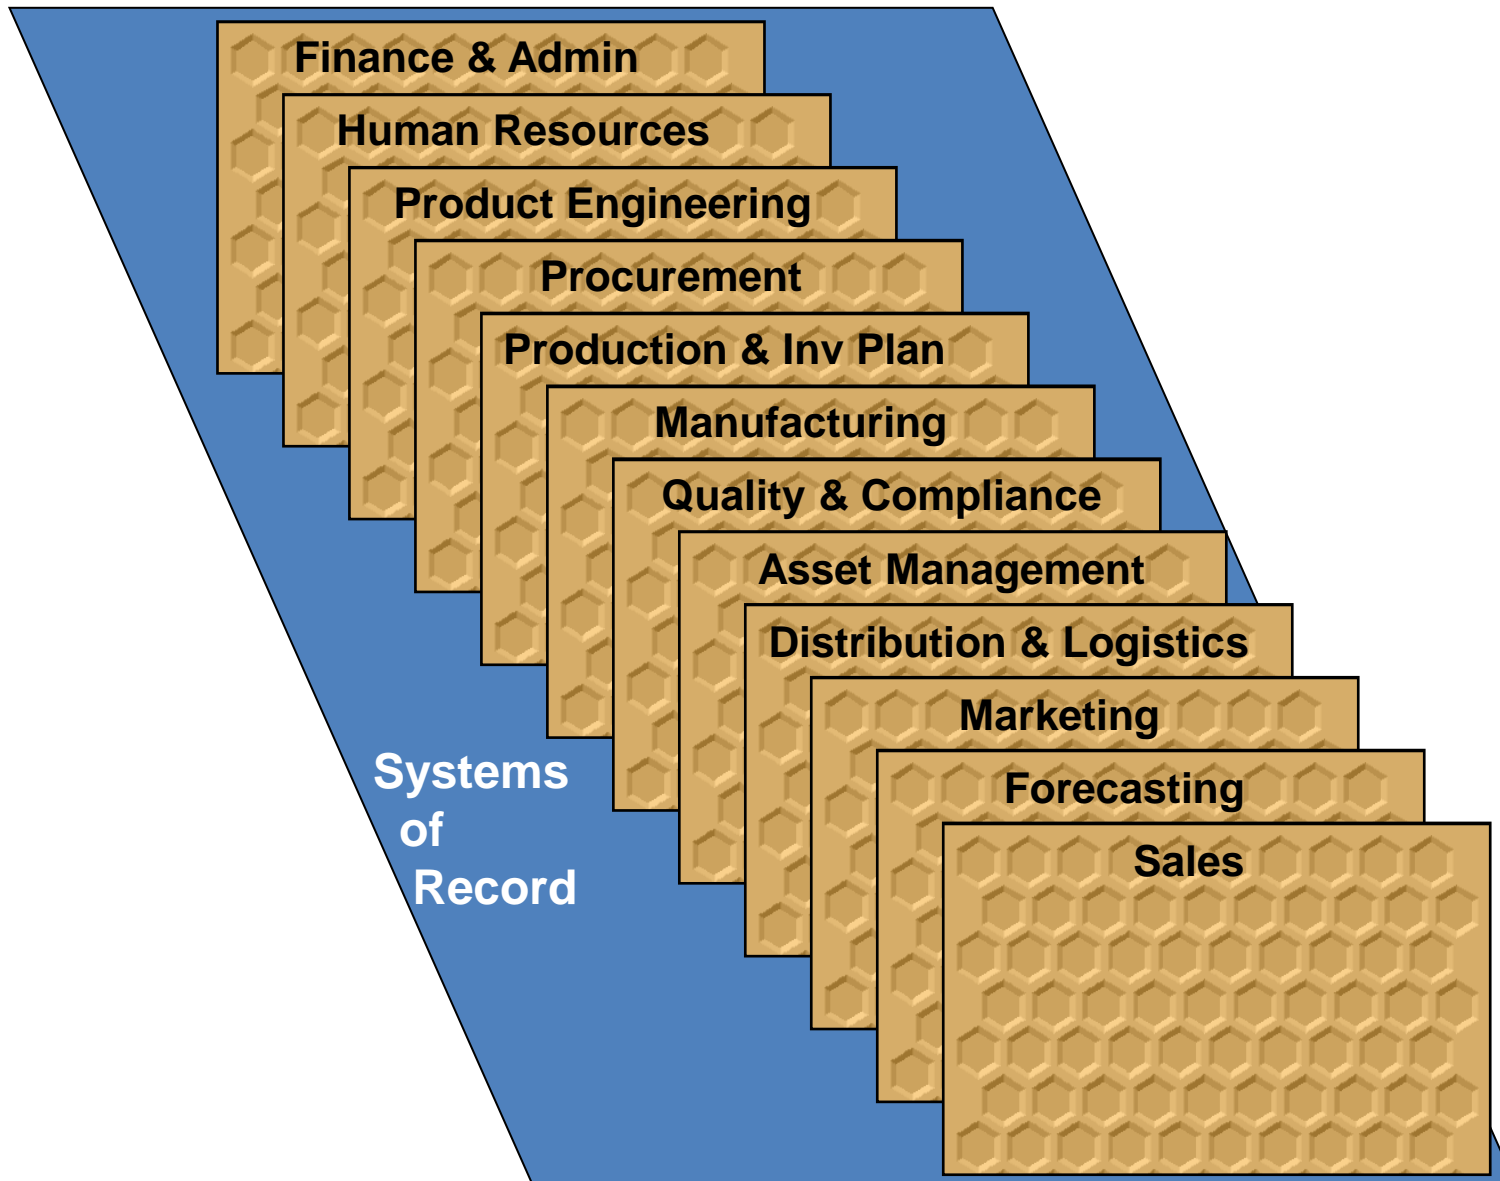 Finance & Admin
Human Resources
Product Engineering
Procurement
Production & Inv Plan
Manufacturing
Quality & Compliance
Asset Management
Distribution & Logistics
Marketing
Forecasting
Sales
Systems
of
Record